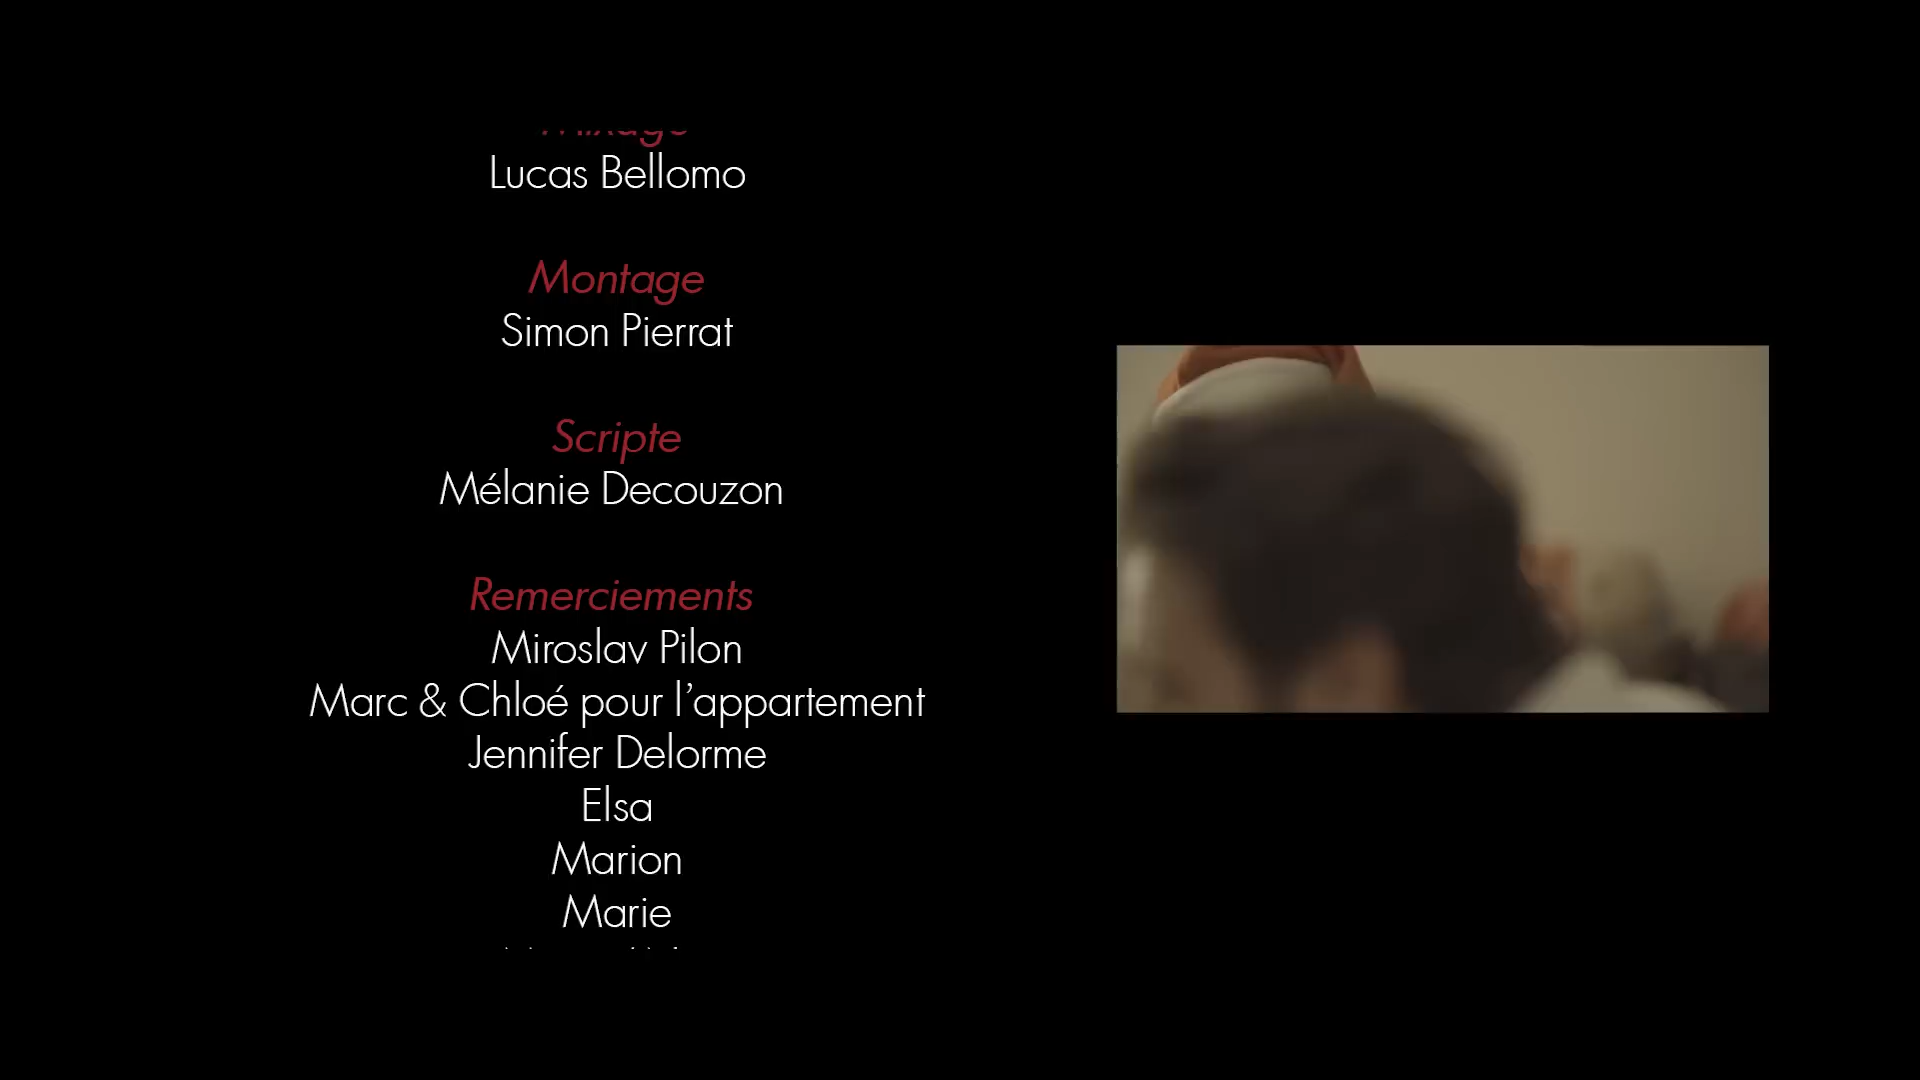 Mixage
Lucas Bellomo
Montage
Simon Pierrat
Scripte
Mélanie Decouzon
Remerciements
Miroslav Pilon
Marc & Chloé pour l’appartement
Jennifer Delorme
Elsa
Marion
Marie